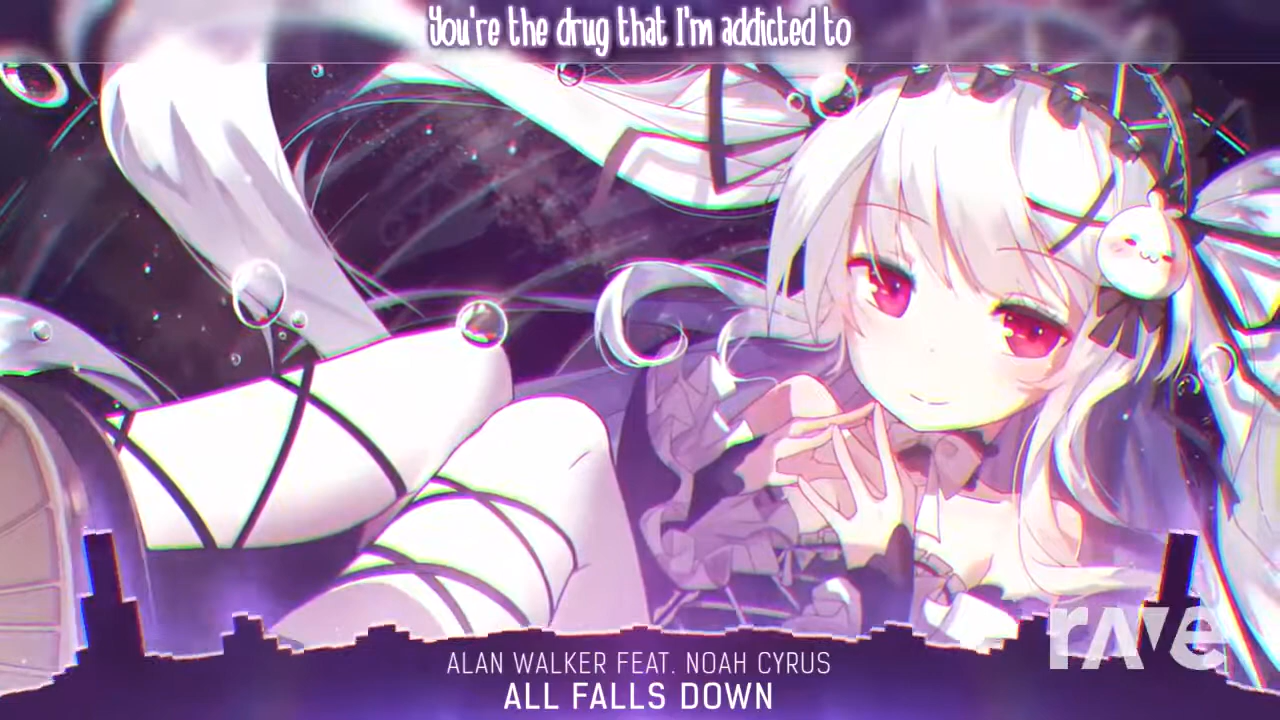 You're the drug that I'm addicted to
rave
ALAN WALKER FEAT. NOAH CYRUS
ALL FALLS DOWN